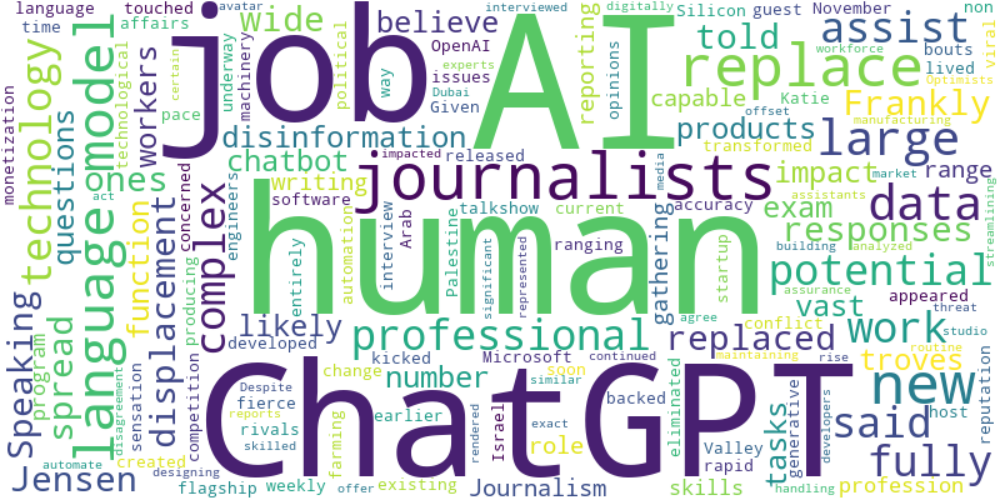 language
touched
affairs
time
wide
believe
interviewed
digitally
Silicon
guest
November
non
avatar
OpenAI
told
assist
viral
job
AI
workforce
bouts
experts
issues
replace
lived
Optimists
technology
language model
technological
certain
workers
underway
machinery
political
way
Dubai
Given
reporting
opinions
capable
Katie
offset
Frankly
manufacturing
monetization
pace
disinformation
products
transformed
large
questions
ones
chatbot
impacted
released
journalists
impact
range
market
assistants
act
writing
software
talkshow
current
media
accuracy
exam
data
streamlining
concerned
complex
engineers
human
responses
building
analyzed
displacement
function
producing
entirely
automation
interview
Arab
Palestine
significant
represented
ranging
gathering
startup
potential
assurance
vast
appeared
threat
Speaking
spread
program
likely
developed
professional
agree
conflict
replaced
work
studio
disagreement
sensation
competition
kicked
Microsoft
continued
maintaining
rise
routine
troves
change
number
soon
similar
backed
new
reputation
Despite
fierce
reports
rivals
skilled
ChatGPT
earlier
exact
role
eliminated
Valley
rapid
tasks
generative
developers
said
host
fully
Jensen
automate
created
designing
flagship
weekly
farming
offer
existing
rendered
Israel
Journalism
skills
handling
profession